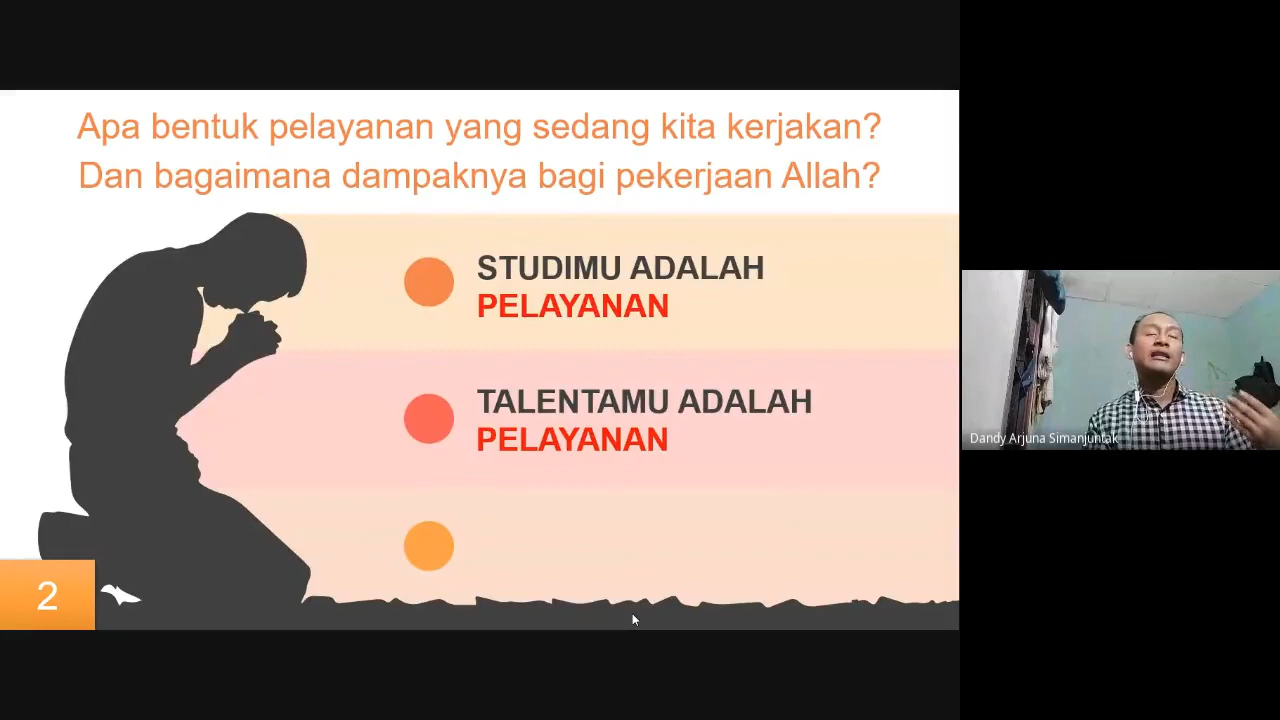 Apa bentuk pelayanan yang sedang kita kerjakan?
Dan bagaimana dampaknya bagi pekerjaan Allah?
STUDIMU ADALAH
PELAYANAN
TALENTAMU ADALAH
PELAYANAN
2
Dandy Arjuna Simanjuntak